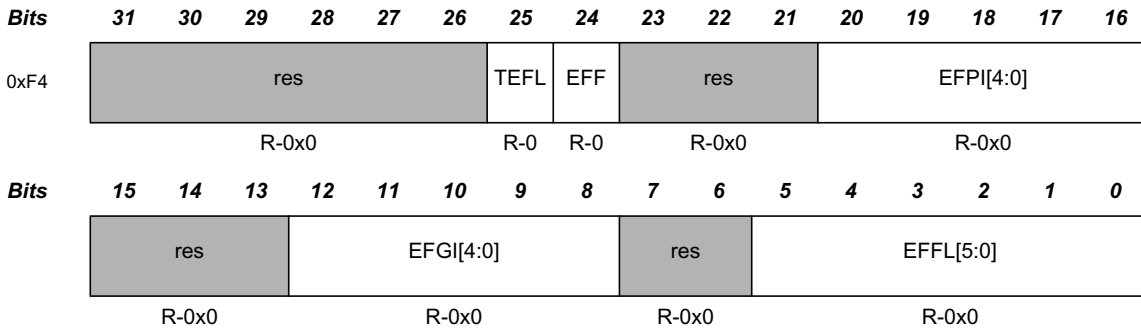 Bits 31 30 29 28 27 26 25 24 23 22 21 20 19 18 17 16
0xF4 res TEFL EFF res EFPI[4:0]
R-0x0 R-0 R-0 R-0x0 R-0x0
Bits 15 14 13 12 11 10 9 8 7 6 5 4 3 2 1 0
res EFGI[4:0] res EFFL[5:0]
R-0x0 R-0x0 R-0x0 R-0x0